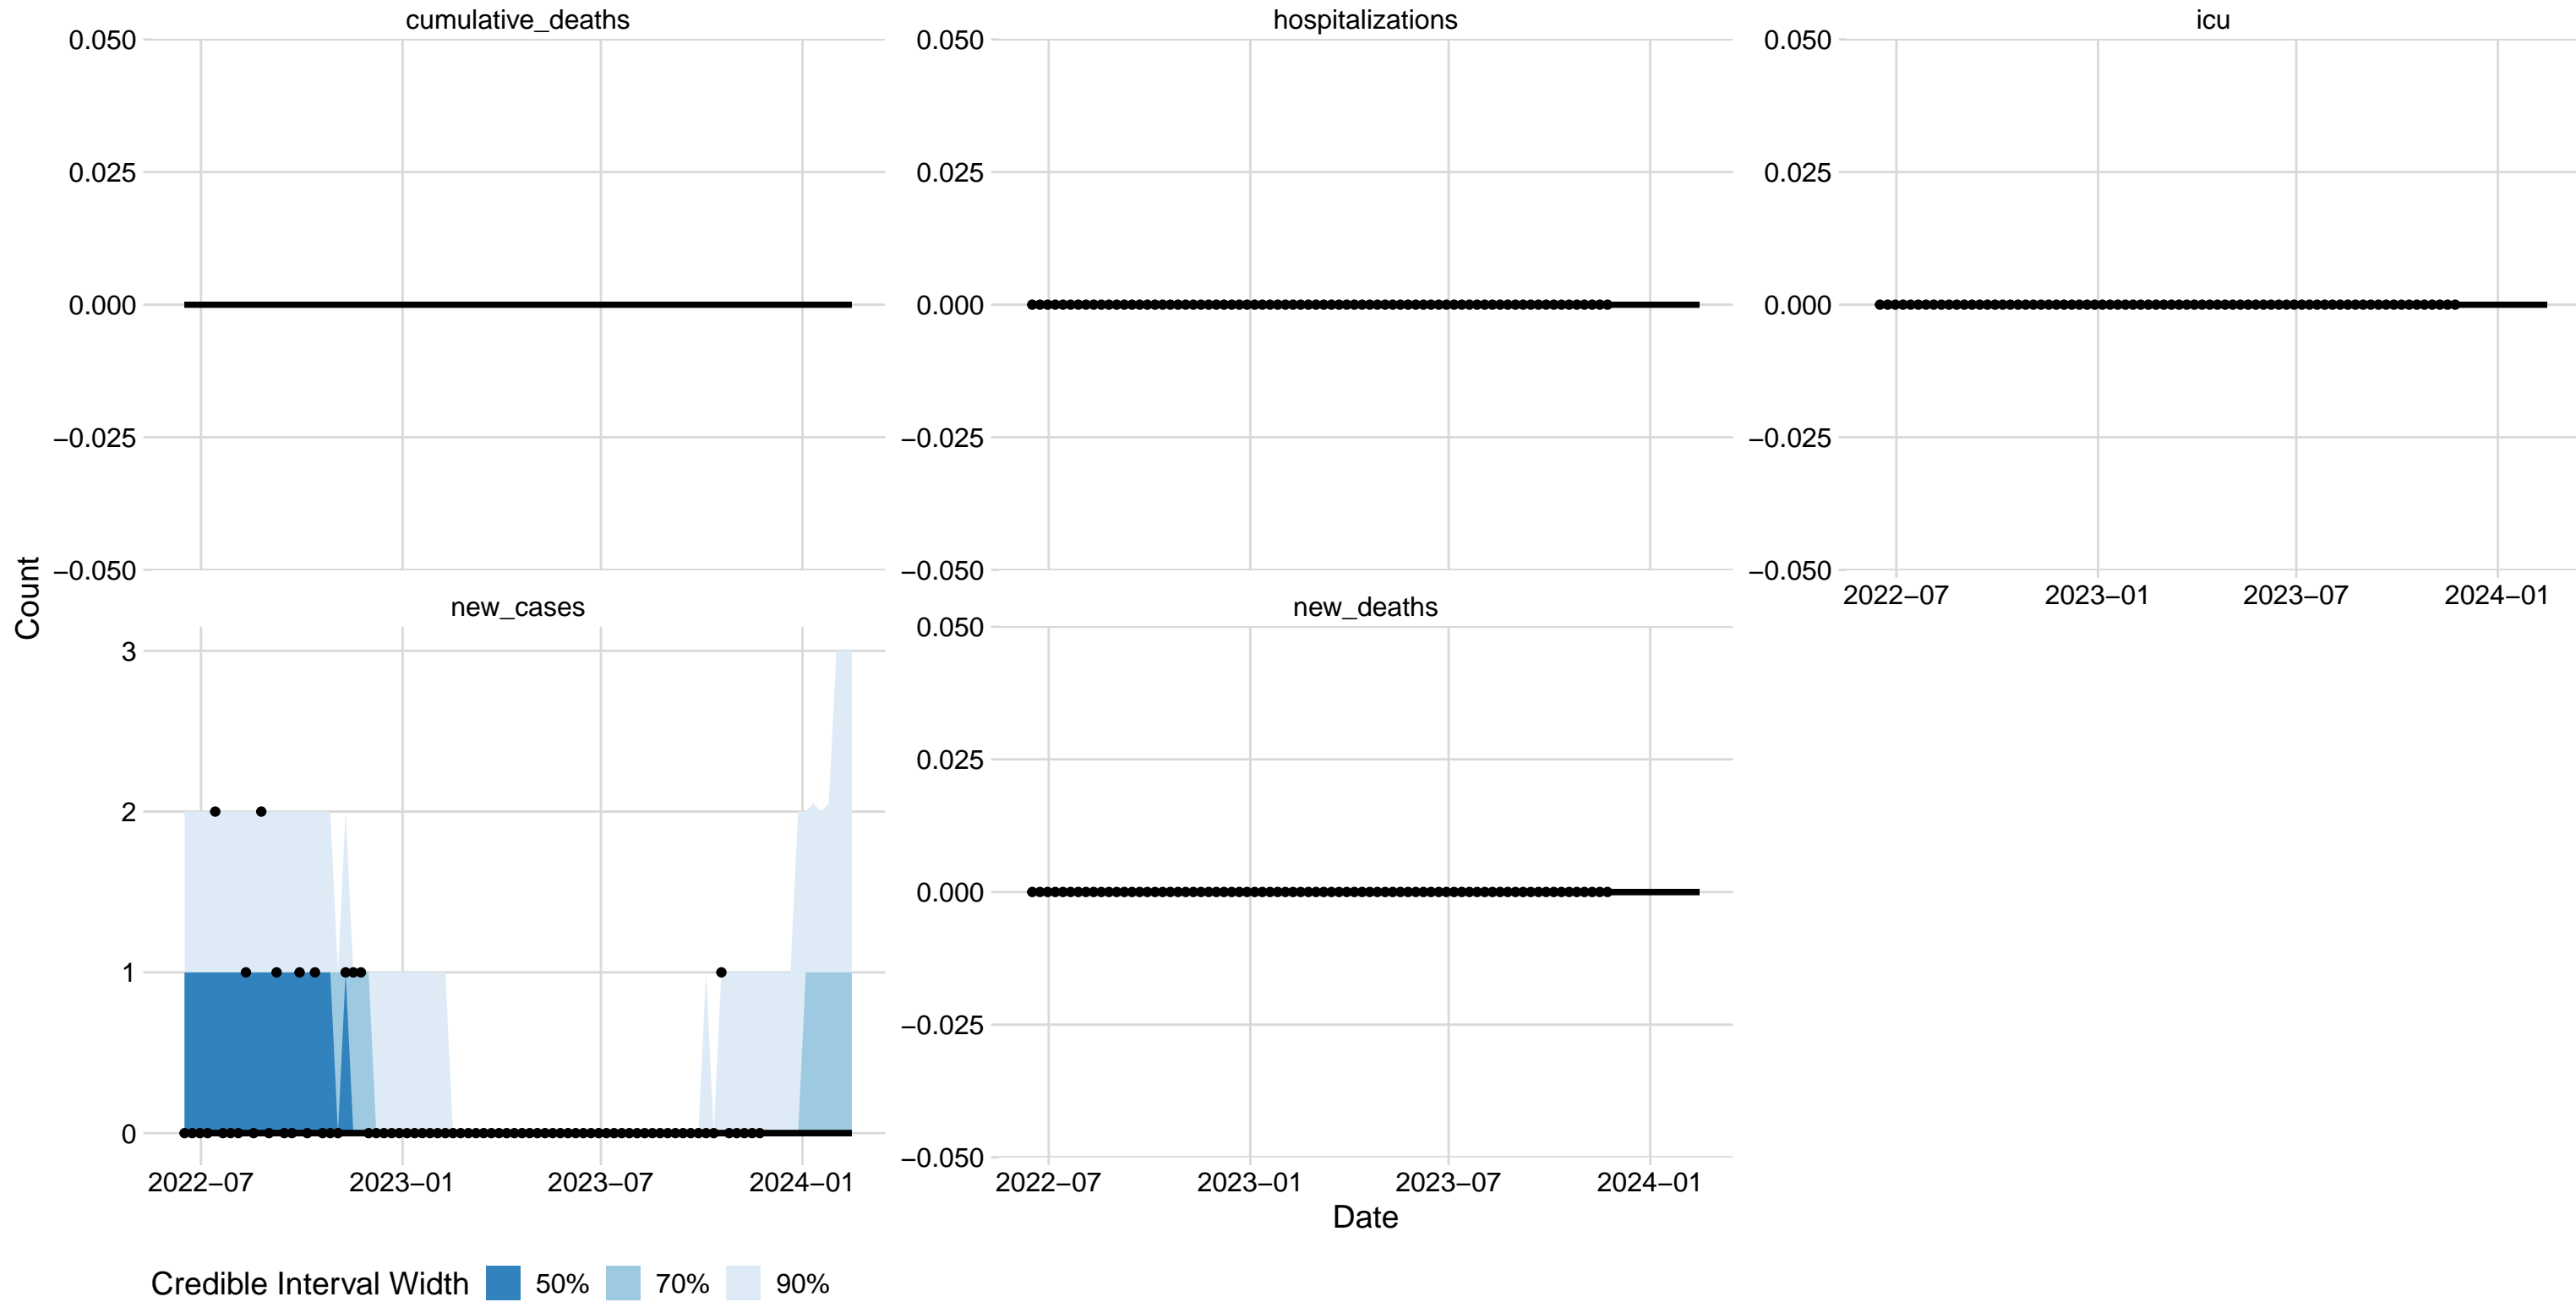 cumulative_deaths
hospitalizations
icu
0.050
0.025
0.000
−0.025
−0.050
0.050
0.025
0.000
−0.025
−0.050
0.050
0.025
0.000
−0.025
−0.050
2022−07 2023−01 2023−07 2024−01
Count
new_cases
new_deaths
3
2
1
0
2022−07 2023−01 2023−07 2024−01
0.050
0.025
0.000
−0.025
−0.050
2022−07 2023−01 2023−07 2024−01
Date
Credible Interval Width 50% 70% 90%